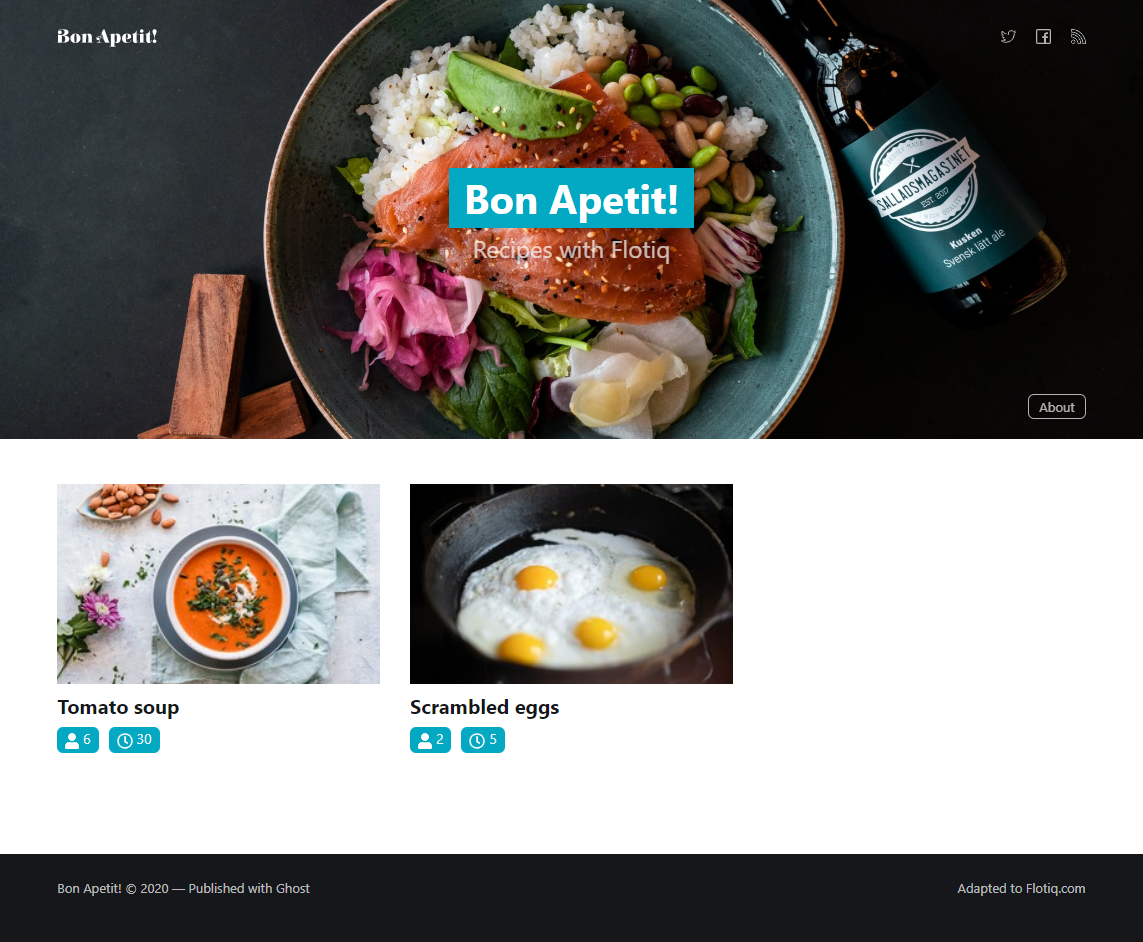 Bon Apetit!
SALLADSMAGASINET
EST. 2017
Kusken
Svensk lätt ale
Bon Apetit!
Recipes with Flotiq
About
Tomato soup
6 30
Scrambled eggs
2 5
Bon Apetit! © 2020 — Published with Ghost
Adapted to Flotiq.com